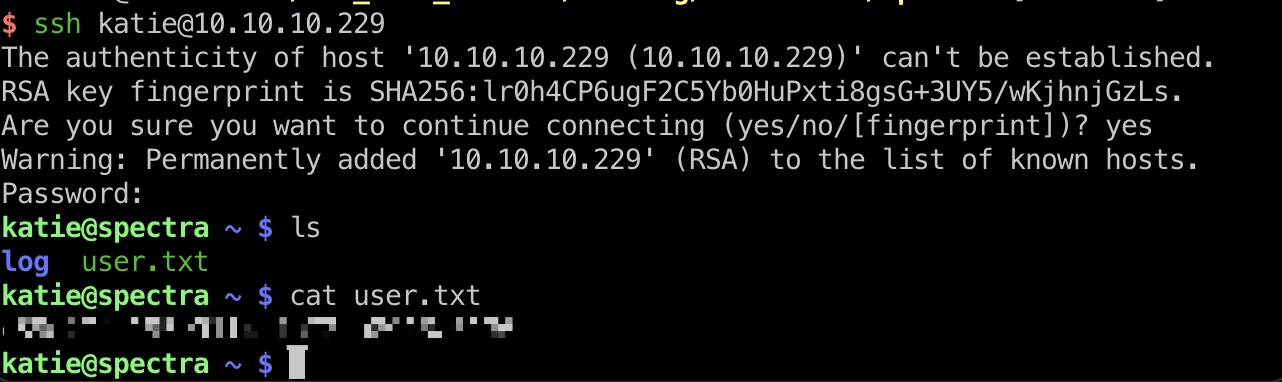 $ ssh katie@10.10.10.229
The authenticity of host '10.10.10.229 (10.10.10.229)' can't be established.
RSA key fingerprint is SHA256:lr0h4CP6ugF2C5Yb0HuPxti8gsG+3UY5/wKjhnjGzLs.
Are you sure you want to continue connecting (yes/no/[fingerprint])? yes
Warning: Permanently added '10.10.10.229' (RSA) to the list of known hosts.
Password:
katie@spectra ~ $ ls
log  user.txt
katie@spectra ~ $ cat user.txt
katie@spectra ~ $